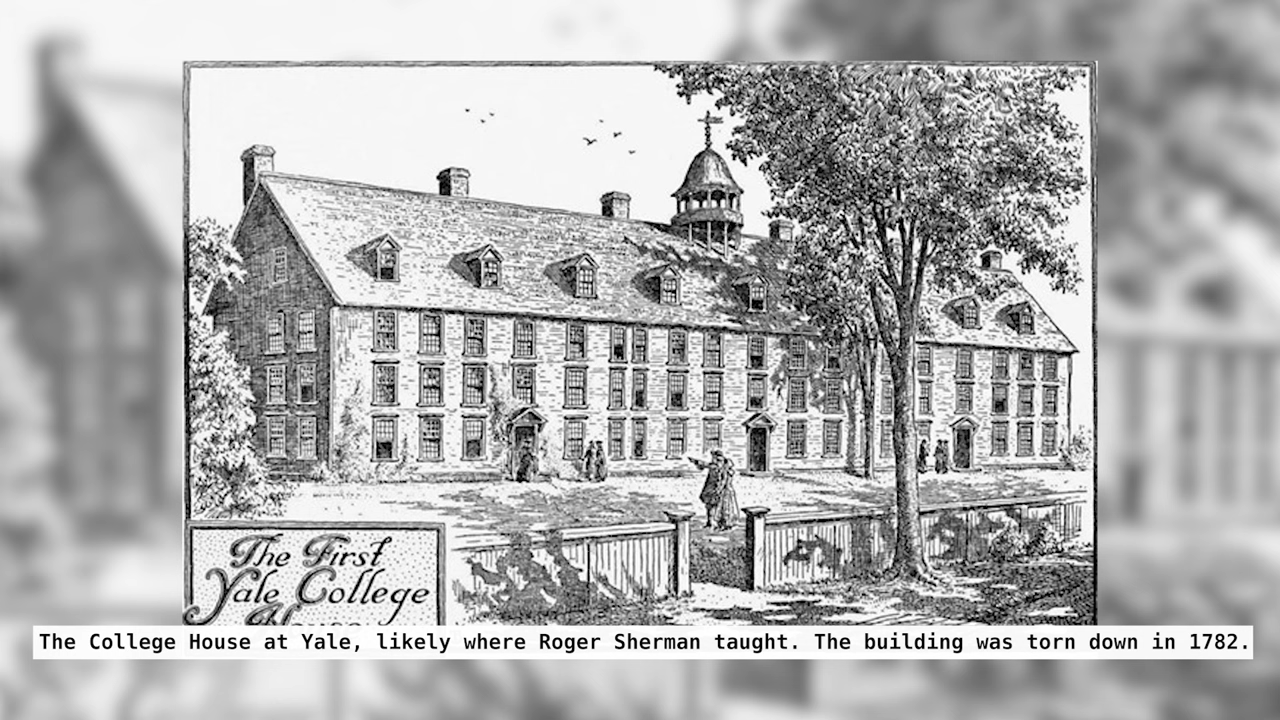 The First
Yale College
House
The College House at Yale, likely where Roger Sherman taught. The building was torn down in 1782.